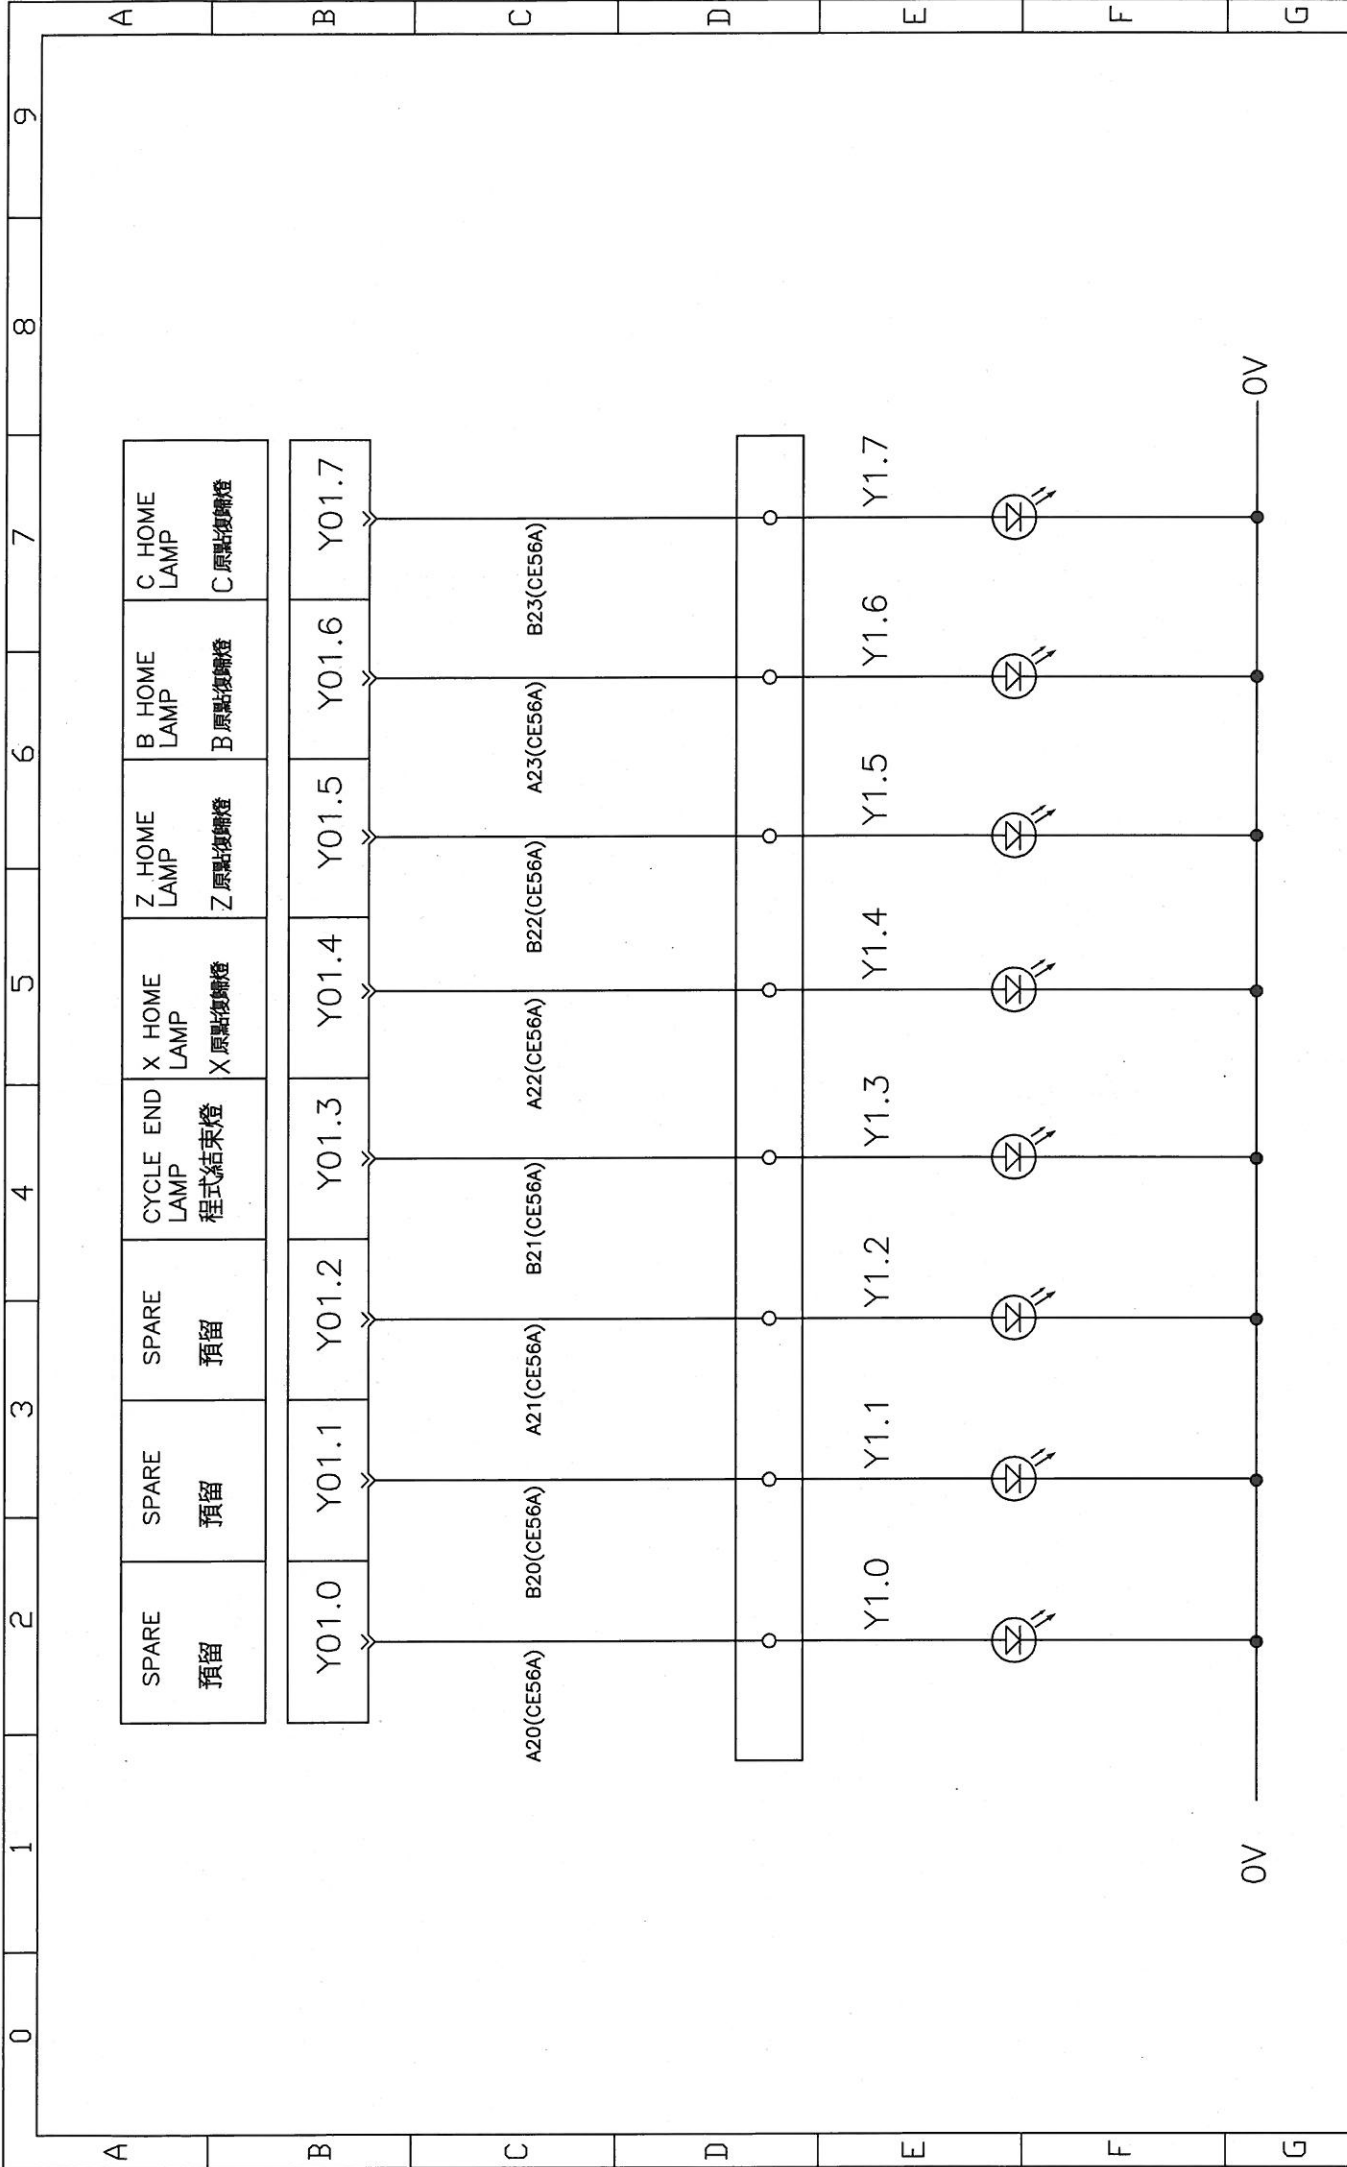 0 1 2 3 4 5 6 7 8 9
A
B
C
D
E
F
G
SPARE
預留
SPARE
預留
SPARE
預留
CYCLE END
LAMP
程式結束燈
X HOME
LAMP
X原點復歸燈
Z HOME
LAMP
Z原點復歸燈
B HOME
LAMP
B原點復歸燈
C HOME
LAMP
C原點復歸燈
Y01.0 Y01.1 Y01.2 Y01.3 Y01.4 Y01.5 Y01.6 Y01.7
A20(CE56A) B20(CE56A) A21(CE56A) B21(CE56A) A22(CE56A) B22(CE56A) A23(CE56A) B23(CE56A)
Y1.0 Y1.1 Y1.2 Y1.3 Y1.4 Y1.5 Y1.6 Y1.7
0V 0V
A
B
C
D
E
F
G